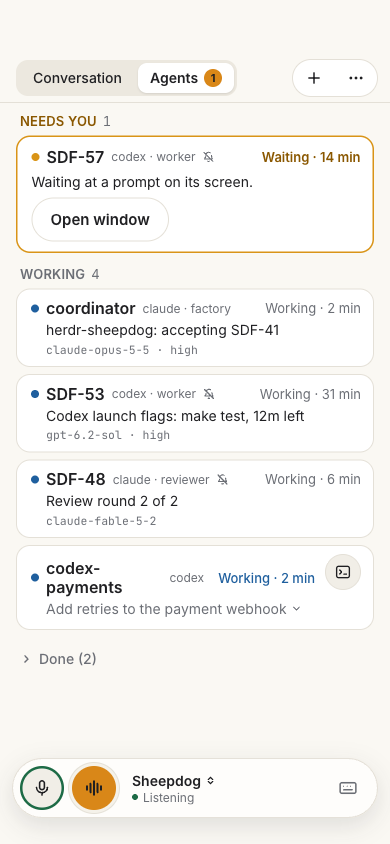 Conversation
Agents 1
NEEDS YOU 1
SDF-57 codex · worker Waiting · 14 min
Waiting at a prompt on its screen.
Open window
WORKING 4
coordinator claude · factory Working · 2 min
herdr-sheepdog: accepting SDF-41
claude-opus-5-5 · high
SDF-53 codex · worker Working · 31 min
Codex launch flags: make test, 12m left
gpt-6.2-sol · high
SDF-48 claude · reviewer Working · 6 min
Review round 2 of 2
claude-fable-5-2
codex-
payments codex Working · 2 min
Add retries to the payment webhook
Done (2)
Sheepdog
Listening